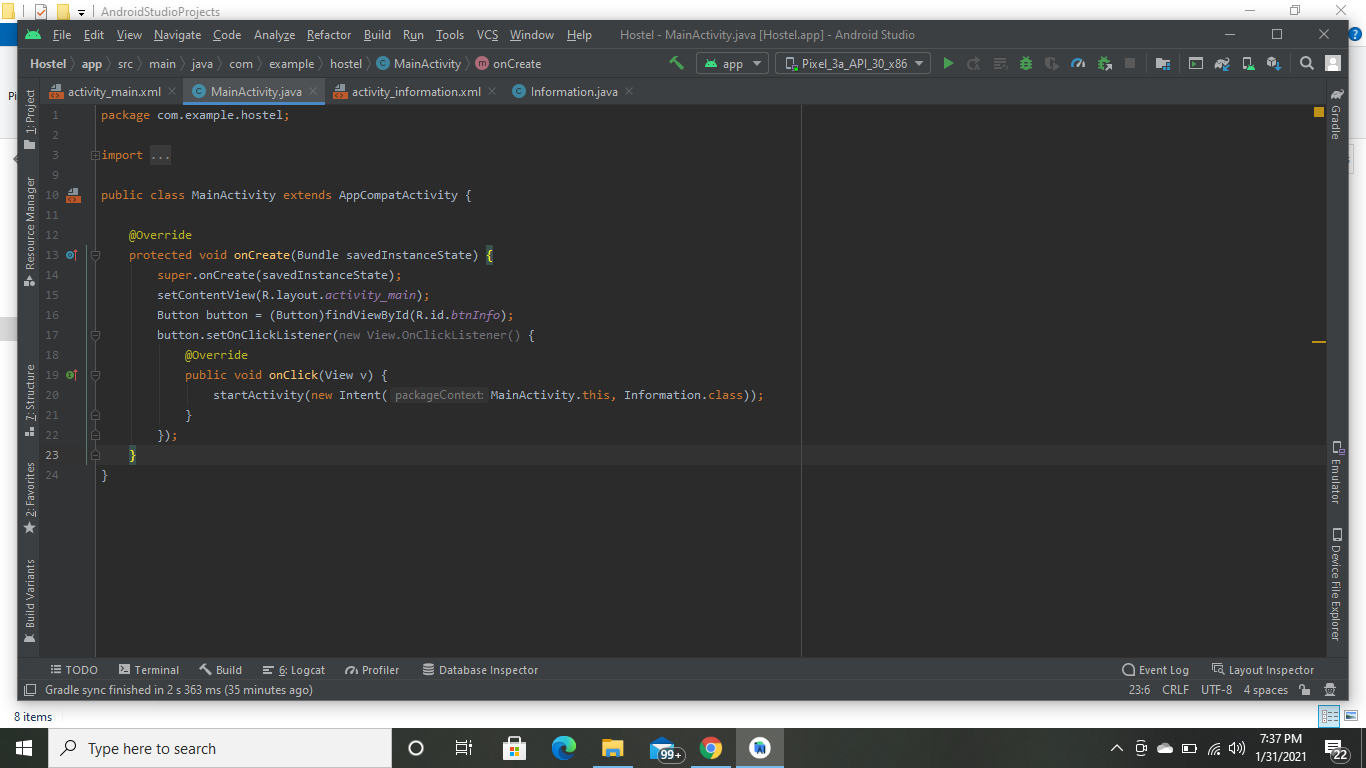 AndroidStudioProjects
File Edit View Navigate Code Analyze Refactor Build Run Tools VCS Window Help Hostel - MainActivity.java [Hostel.app] - Android Studio
Hostel app src main java com example hostel MainActivity onCreate app Pixel_3a_API_30_x86
activity_main.xml MainActivity.java activity_information.xml Information.java
1: Project
Resource Manager
7: Structure
2: Favorites
Build Variants
1 package com.example.hostel;
2
3 import ...
9
10 public class MainActivity extends AppCompatActivity {
11
12 @Override
13 protected void onCreate(Bundle savedInstanceState) {
14 super.onCreate(savedInstanceState);
15 setContentView(R.layout.activity_main);
16 Button button = (Button)findViewById(R.id.btnInfo);
17 button.setOnClickListener(new View.OnClickListener() {
18 @Override
19 public void onClick(View v) {
20 startActivity(new Intent( packageContext: MainActivity.this, Information.class));
21 }
22 });
23 }
24 }
Gradle
Emulator
Device File Explorer
TODO Terminal Build 6: Logcat Profiler Database Inspector Event Log Layout Inspector
Gradle sync finished in 2 s 363 ms (35 minutes ago) 23:6 CRLF UTF-8 4 spaces
8 items
Type here to search 99+ 7:37 PM
1/31/2021 22